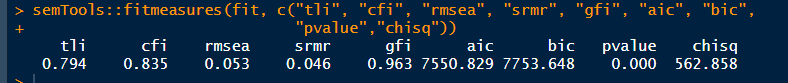 > semTools::fitmeasures(fit, c("tli", "cfi", "rmsea", "srmr", "gfi", "aic", "bic",
+ "pvalue","chisq"))
tli cfi rmsea srmr gfi aic bic pvalue chisq
0.794 0.835 0.053 0.046 0.963 7550.829 7753.648 0.000 562.858
>